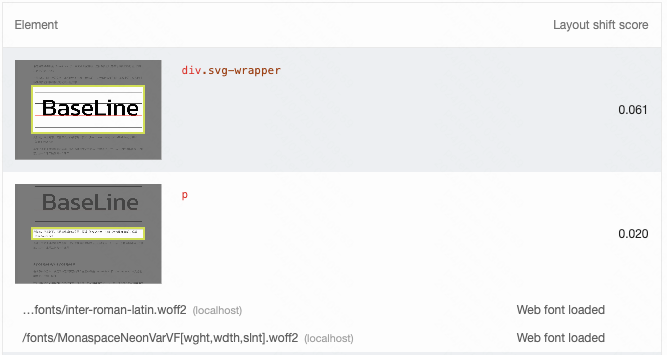 Element Layout shift score
BaseLine
div.svg-wrapper
0.061
BaseLine
p
0.020
...fonts/inter-roman-latin.woff2 (localhost) Web font loaded
/fonts/MonaspaceNeonVarVF[wght,wdth,slnt].woff2 (localhost) Web font loaded